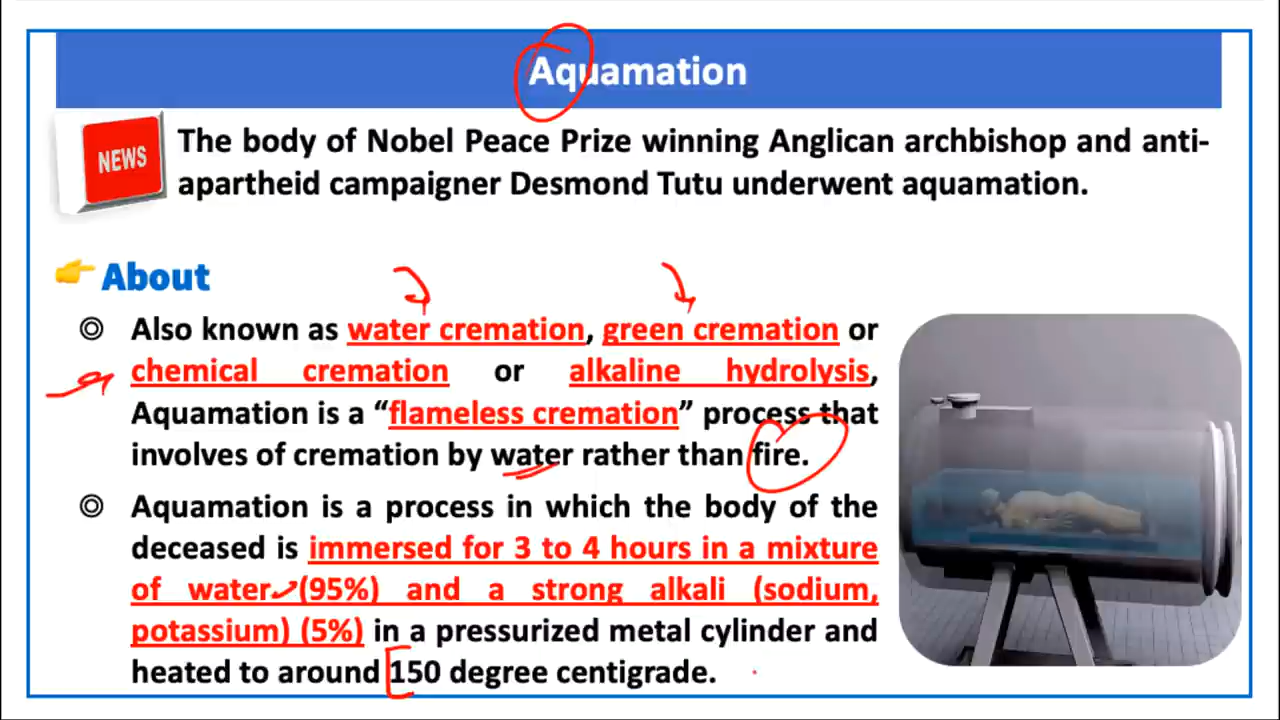 Aquamation
NEWS
The body of Nobel Peace Prize winning Anglican archbishop and anti-
apartheid campaigner Desmond Tutu underwent aquamation.
About
Also known as water cremation, green cremation or
chemical cremation or alkaline hydrolysis,
Aquamation is a “flameless cremation” process that
involves of cremation by water rather than fire.
Aquamation is a process in which the body of the
deceased is immersed for 3 to 4 hours in a mixture
of water (95%) and a strong alkali (sodium,
potassium) (5%) in a pressurized metal cylinder and
heated to around 150 degree centigrade.